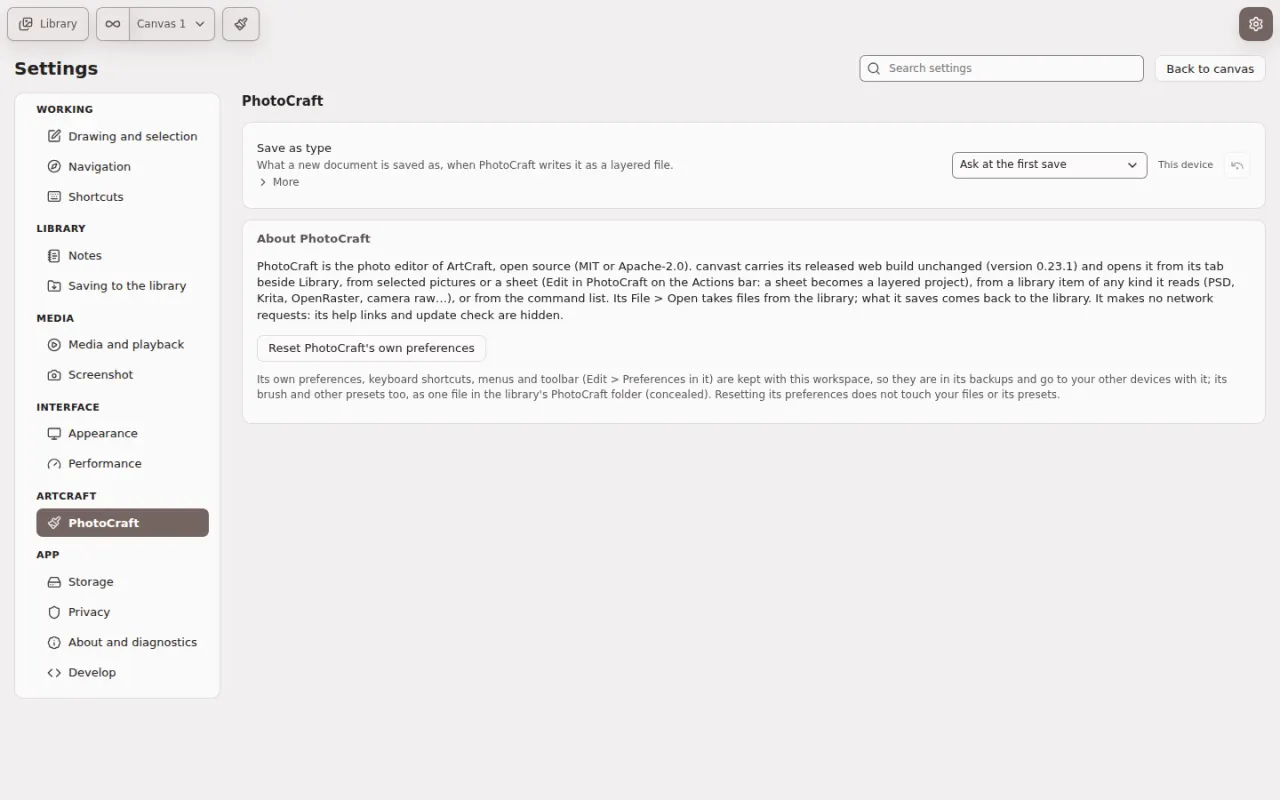 Library
Canvas 1
Settings
Search settings
Back to canvas
WORKING
Drawing and selection
Navigation
Shortcuts
LIBRARY
Notes
Saving to the library
MEDIA
Media and playback
Screenshot
INTERFACE
Appearance
Performance
ARTCRAFT
PhotoCraft
APP
Storage
Privacy
About and diagnostics
Develop
PhotoCraft
Save as type
What a new document is saved as, when PhotoCraft writes it as a layered file.
More
Ask at the first save
This device
About PhotoCraft
PhotoCraft is the photo editor of ArtCraft, open source (MIT or Apache-2.0). canvast carries its released web build unchanged (version 0.23.1) and opens it from its tab
beside Library, from selected pictures or a sheet (Edit in PhotoCraft on the Actions bar: a sheet becomes a layered project), from a library item of any kind it reads (PSD,
Krita, OpenRaster, camera raw…), or from the command list. Its File > Open takes files from the library; what it saves comes back to the library. It makes no network
requests: its help links and update check are hidden.
Reset PhotoCraft's own preferences
Its own preferences, keyboard shortcuts, menus and toolbar (Edit > Preferences in it) are kept with this workspace, so they are in its backups and go to your other devices with it; its
brush and other presets too, as one file in the library's PhotoCraft folder (concealed). Resetting its preferences does not touch your files or its presets.